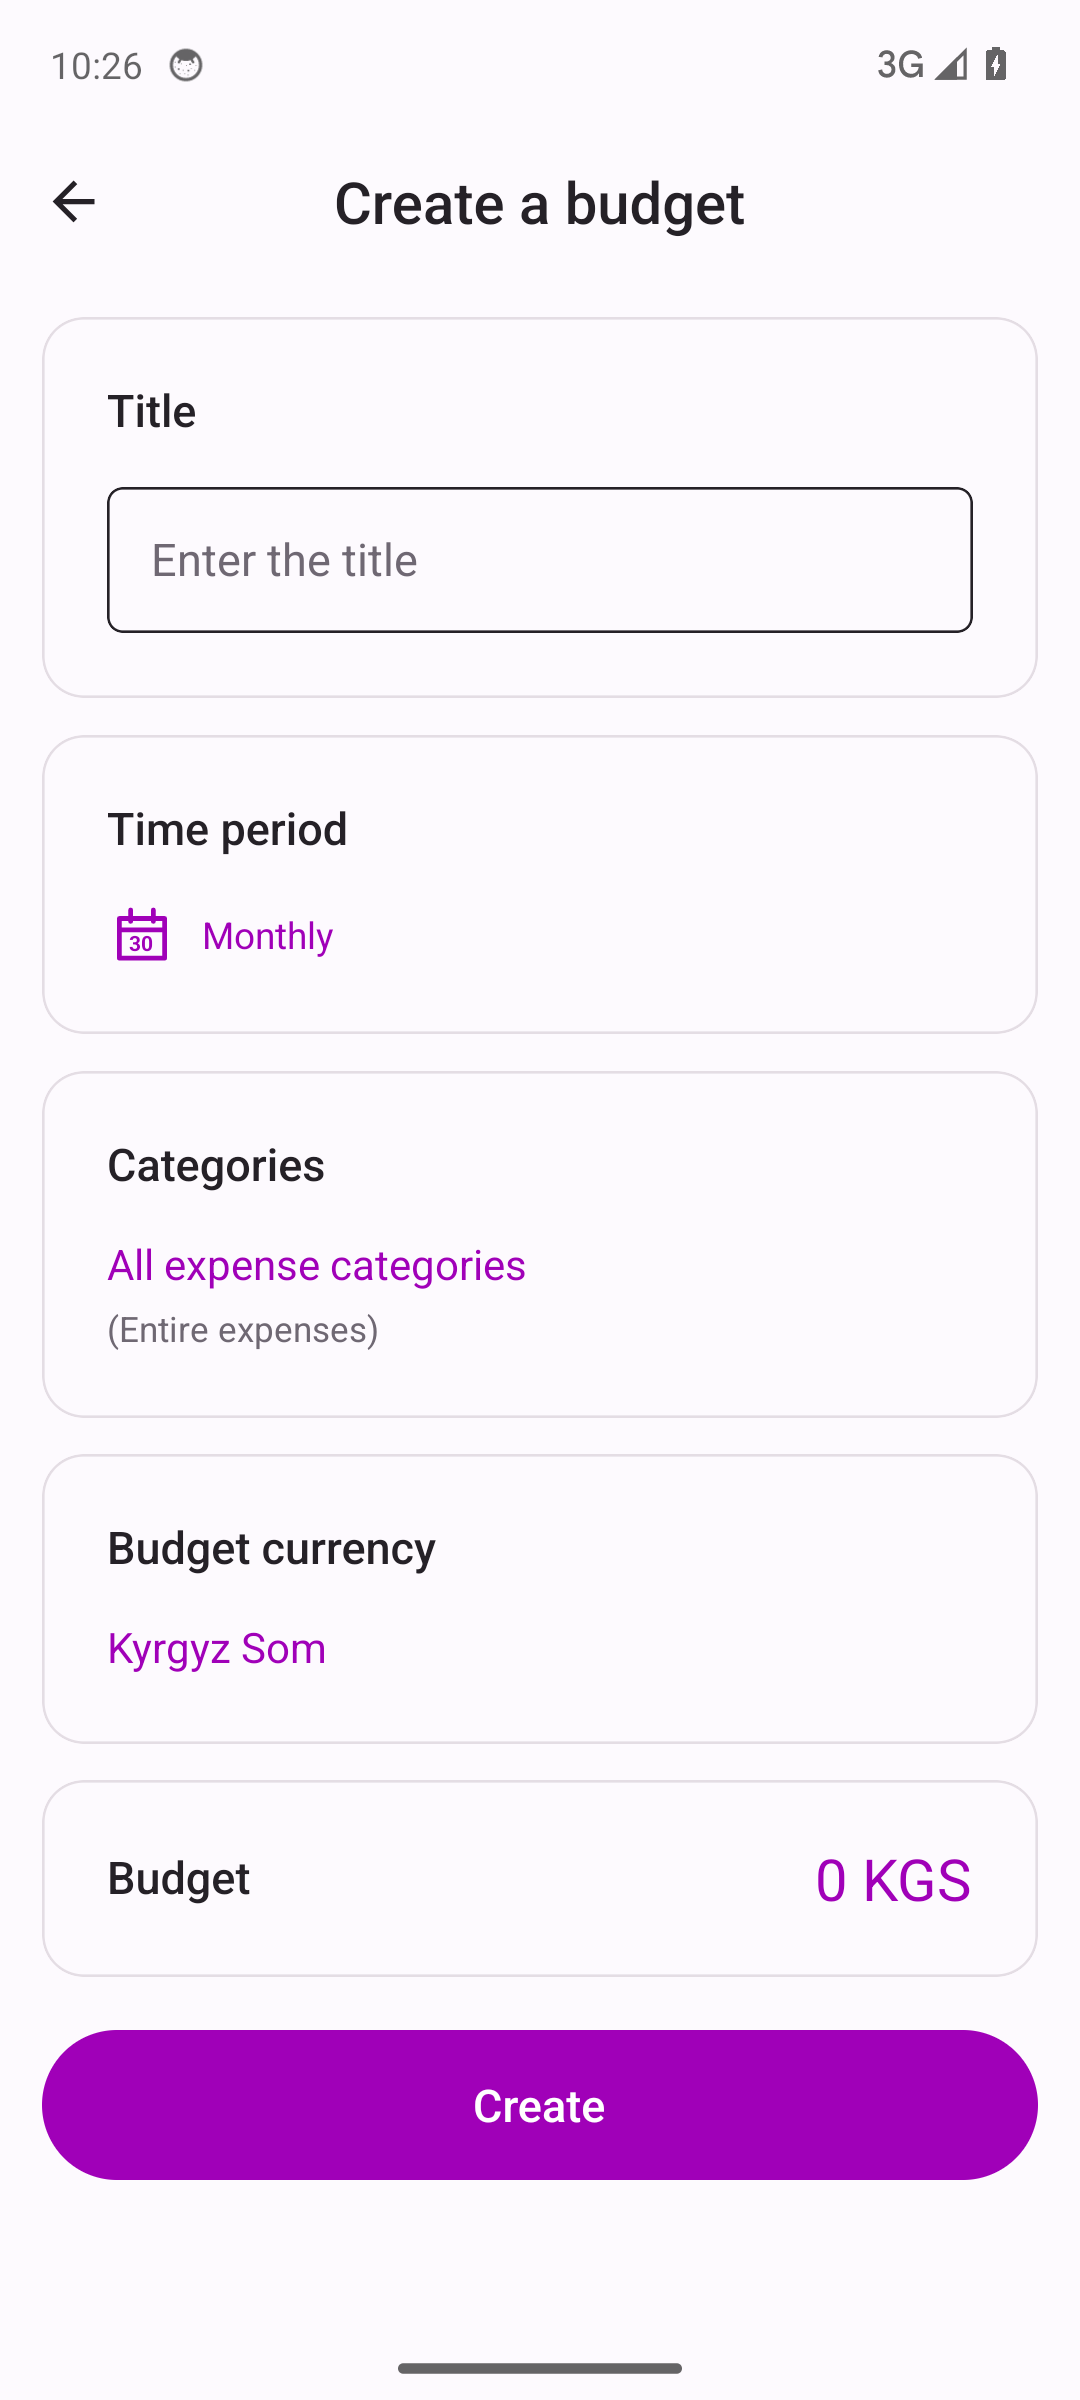 10:26
3G
Create a budget
Title
Enter the title
Time period
30
Monthly
Categories
All expense categories
(Entire expenses)
Budget currency
Kyrgyz Som
Budget
0 KGS
Create